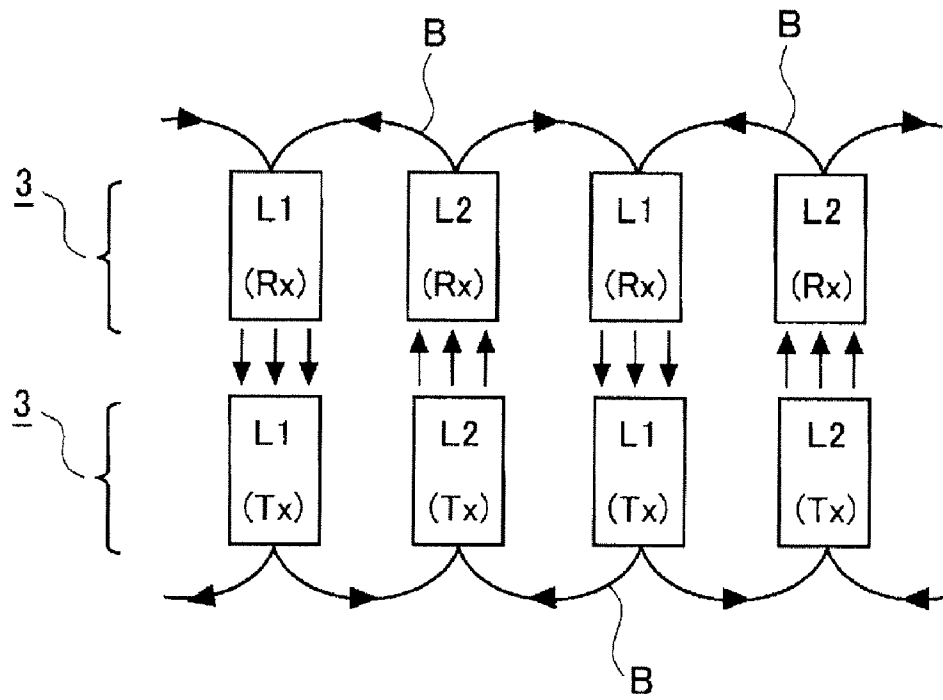 B B
3
L1 L2 L1 L2
(Rx) (Rx) (Rx) (Rx)
3
L1 L2 L1 L2
(Tx) (Tx) (Tx) (Tx)
B